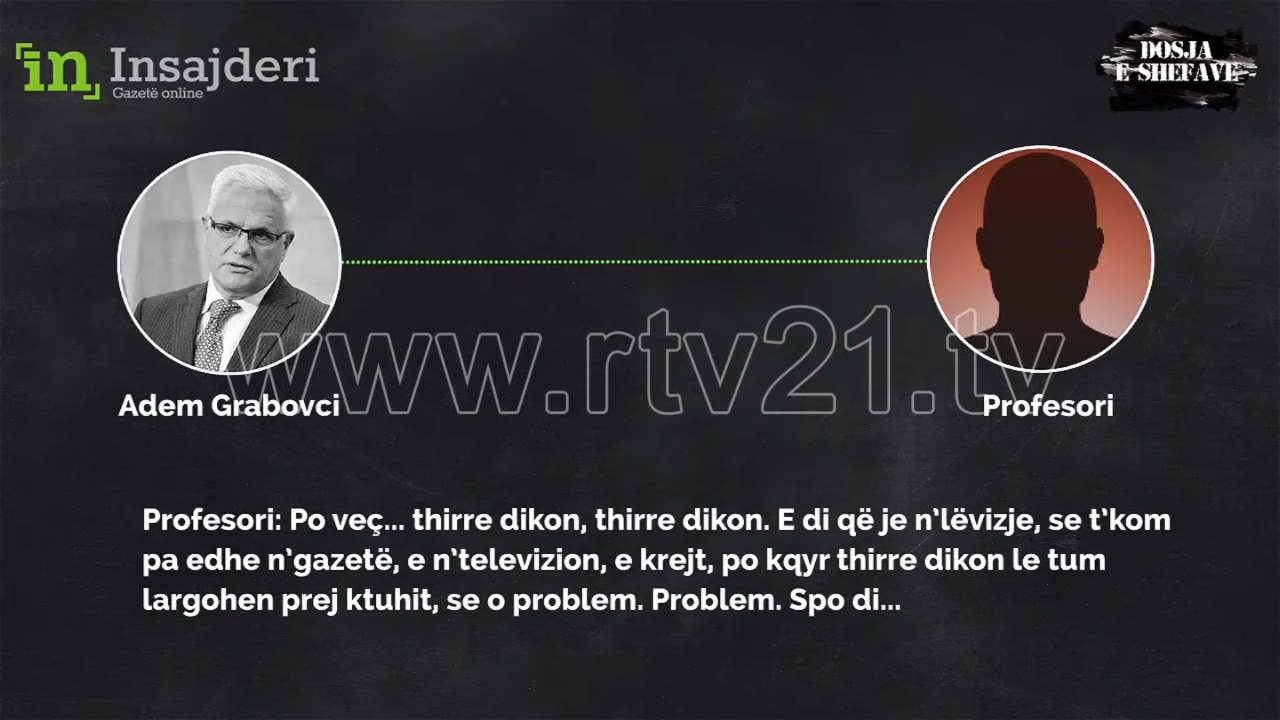 in Insajderi
Gazetë online
DOSJA
E SHEFAVE
www.rtv21.tv
Adem Grabovci
Profesori
Profesori: Po veç... thirre dikon, thirre dikon. E di që je n’lëvizje, se t’kom
pa edhe n’gazetë, e n’televizion, e krejt, po kqyr thirre dikon le tum
largohen prej ktuhit, se o problem. Problem. Spo di...